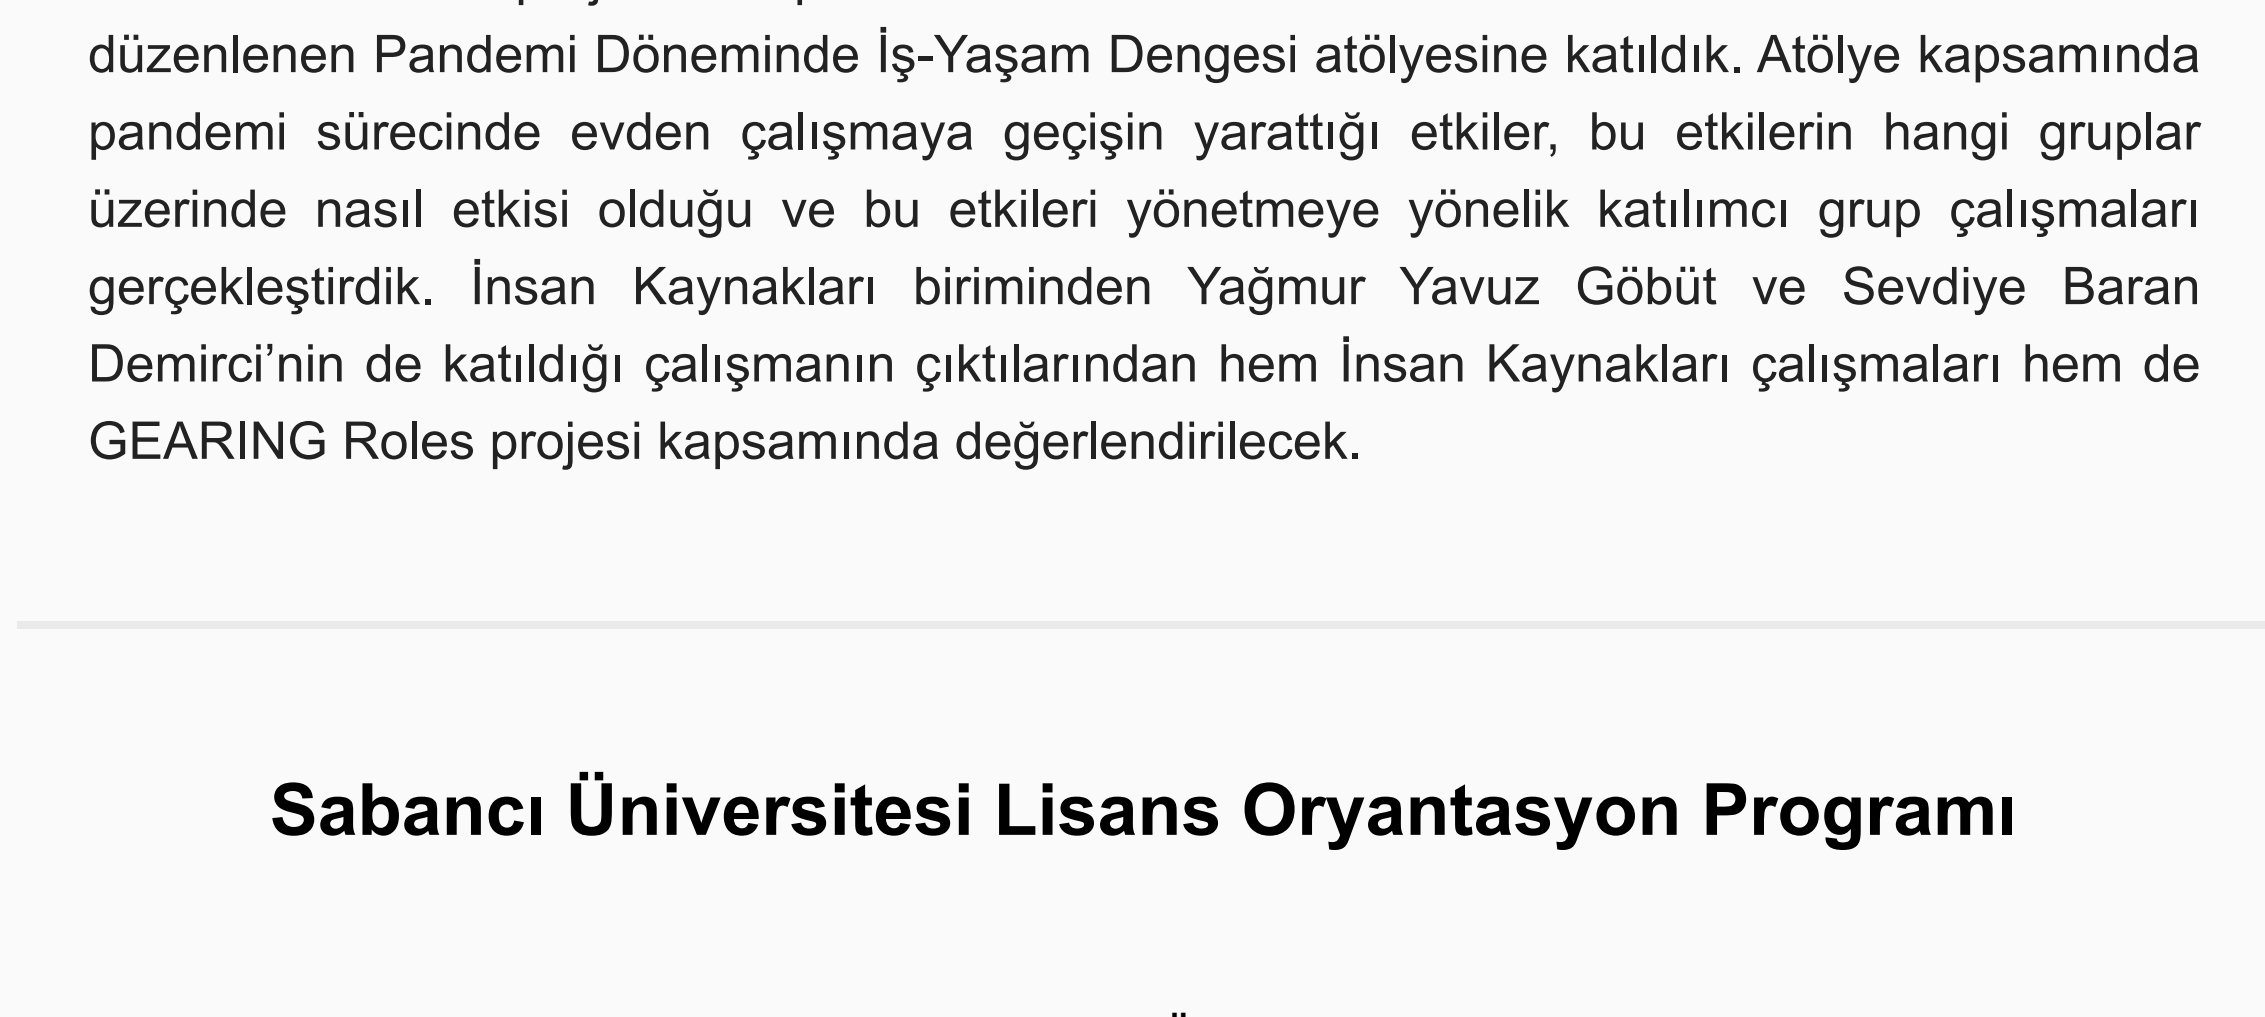 düzenlenen Pandemi Döneminde İş-Yaşam Dengesi atölyesine katıldık. Atölye kapsamında
pandemi sürecinde evden çalışmaya geçişin yarattığı etkiler, bu etkilerin hangi gruplar
üzerinde nasıl etkisi olduğu ve bu etkileri yönetmeye yönelik katılımcı grup çalışmaları
gerçekleştirdik. İnsan Kaynakları biriminden Yağmur Yavuz Göbüt ve Sevdiye Baran
Demirci’nin de katıldığı çalışmanın çıktılarından hem İnsan Kaynakları çalışmaları hem de
GEARING Roles projesi kapsamında değerlendirilecek.
Sabancı Üniversitesi Lisans Oryantasyon Programı